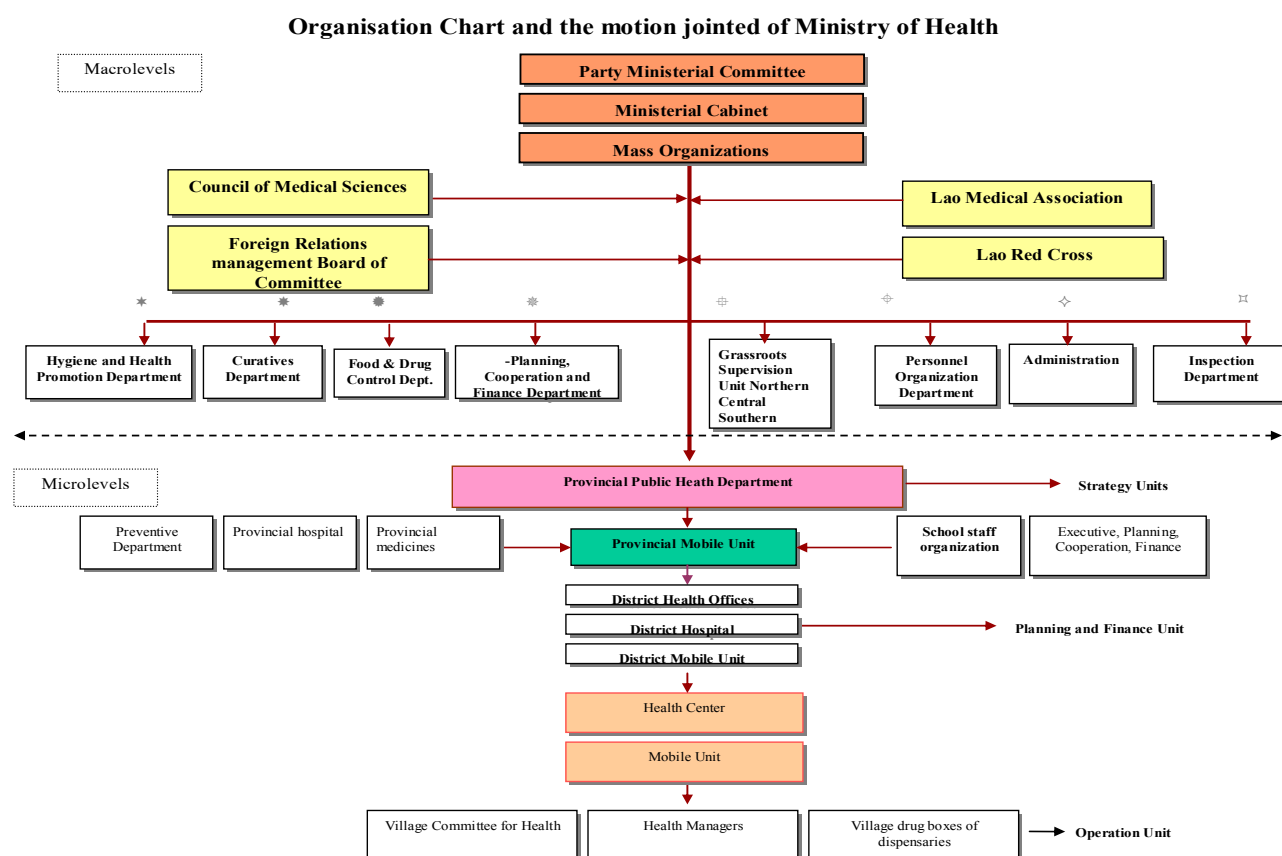 Organisation Chart and the motion jointed of Ministry of Health
Macrolevels
Party Ministerial Committee
Ministerial Cabinet
Mass Organizations
Council of Medical Sciences
Lao Medical Association
Foreign Relations
management Board of
Committee
Lao Red Cross
Hygiene and Health
Promotion Department
Curatives
Department
Food & Drug
Control Dept.
-Planning,
Cooperation and
Finance Department
Grassroots
Supervision
Unit Northern
Central
Southern
Personnel
Organization
Department
Administration
Inspection
Department
Microlevels
Provincial Public Heath Department
Strategy Units
Preventive
Department
Provincial hospital
Provincial
medicines
Provincial Mobile Unit
School staff
organization
Executive, Planning,
Cooperation, Finance
District Health Offices
District Hospital
Planning and Finance Unit
District Mobile Unit
Health Center
Mobile Unit
Village Committee for Health
Health Managers
Village drug boxes of
dispensaries
Operation Unit